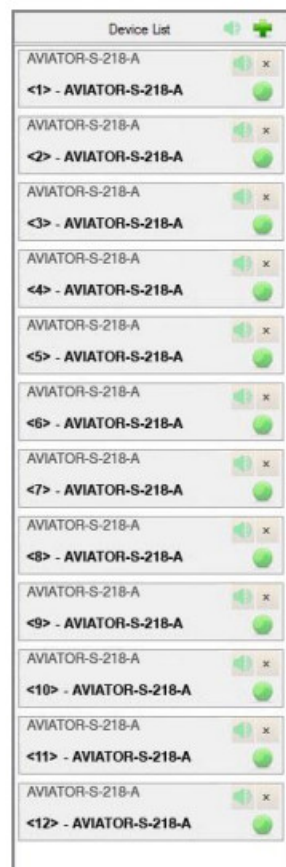 Device List
AVIATOR-S-218-A
<1> - AVIATOR-S-218-A
AVIATOR-S-218-A
<2> - AVIATOR-S-218-A
AVIATOR-S-218-A
<3> - AVIATOR-S-218-A
AVIATOR-S-218-A
<4> - AVIATOR-S-218-A
AVIATOR-S-218-A
<5> - AVIATOR-S-218-A
AVIATOR-S-218-A
<6> - AVIATOR-S-218-A
AVIATOR-S-218-A
<7> - AVIATOR-S-218-A
AVIATOR-S-218-A
<8> - AVIATOR-S-218-A
AVIATOR-S-218-A
<9> - AVIATOR-S-218-A
AVIATOR-S-218-A
<10> - AVIATOR-S-218-A
AVIATOR-S-218-A
<11> - AVIATOR-S-218-A
AVIATOR-S-218-A
<12> - AVIATOR-S-218-A